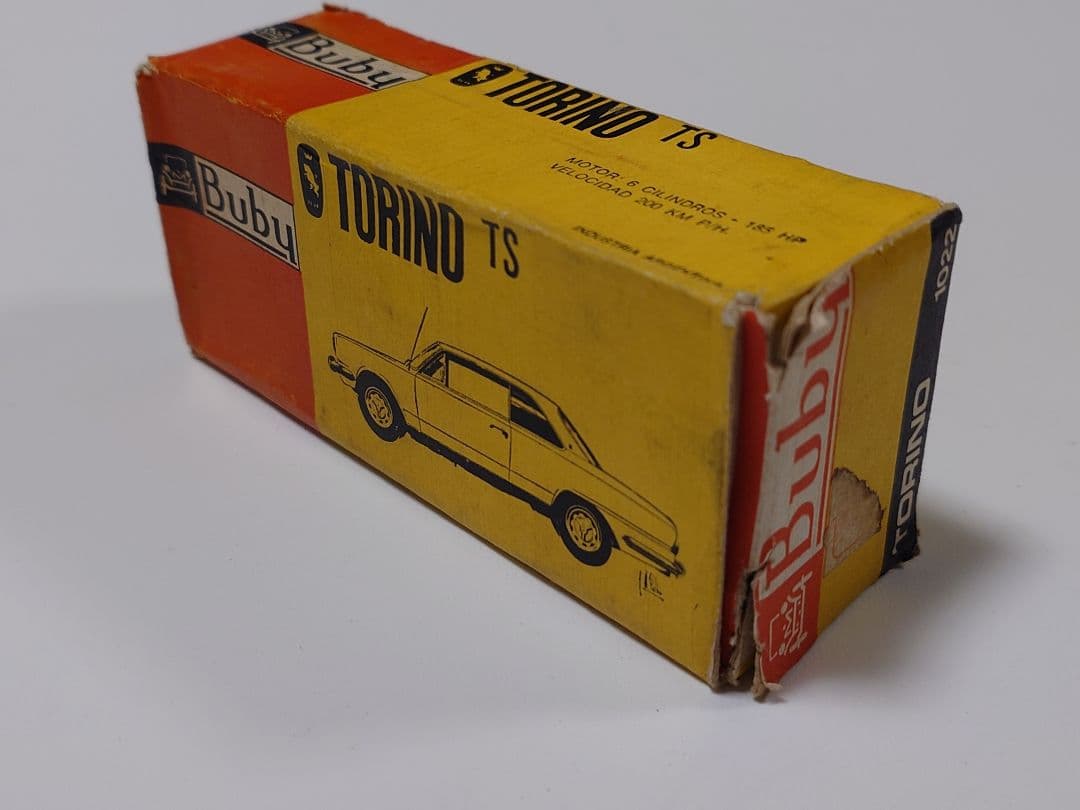 Buby
TORINO TS
MOTOR: 6 CILINDROS - 185 HP
VELOCIDAD 200 KM P/H.
INDUSTRIA ARGENTINA
Buby
TORINO TS
Buby
TORINO 1022